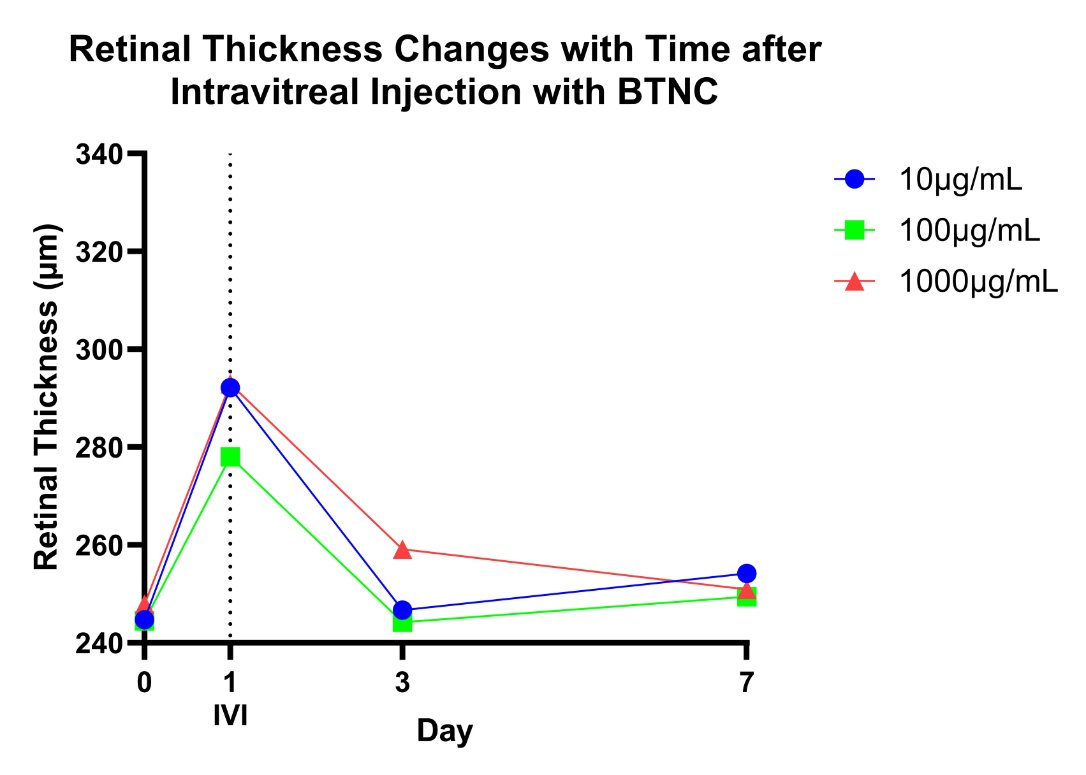 Retinal Thickness Changes with Time after
Intravitreal Injection with BTNC
340
320
300
280
260
240
Retinal Thickness (µm)
0
1
3
7
IVI
Day
10µg/mL
100µg/mL
1000µg/mL